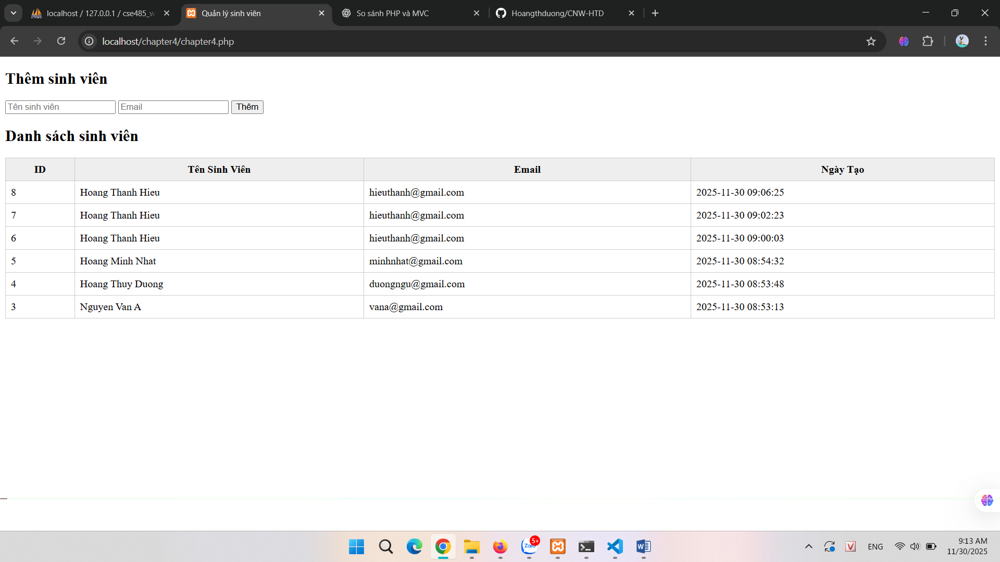 localhost / 127.0.0.1 / cse485_w
Quản lý sinh viên
So sánh PHP và MVC
Hoangthduong/CNW-HTD
localhost/chapter4/chapter4.php
Thêm sinh viên
Tên sinh viên Email Thêm
Danh sách sinh viên
ID Tên Sinh Viên Email Ngày Tạo
8 Hoang Thanh Hieu hieuthanh@gmail.com 2025-11-30 09:06:25
7 Hoang Thanh Hieu hieuthanh@gmail.com 2025-11-30 09:02:23
6 Hoang Thanh Hieu hieuthanh@gmail.com 2025-11-30 09:00:03
5 Hoang Minh Nhat minhnhat@gmail.com 2025-11-30 08:54:32
4 Hoang Thuy Duong duongngu@gmail.com 2025-11-30 08:53:48
3 Nguyen Van A vana@gmail.com 2025-11-30 08:53:13
Zalo 5+
V ENG
9:13 AM
11/30/2025